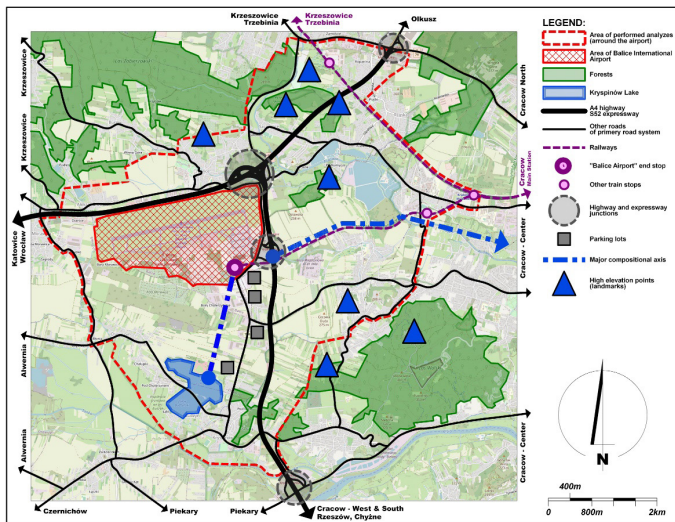 Krzeszowice
Trzebinia
Krzeszowice
Trzebinia
Olkusz
Krzeszowice
Krzeszowice
Katowice
Wrocław
Alwernia
Alwernia
Czernichów
Piekary
Piekary
Cracow - West & South
Rzeszów, Chyżne
Cracow North
Cracow
Main Station
Cracow - Center
Cracow - Center
LEGEND:
Area of performed analyzes
(arround the airport)
Area of Balice International
Airport
Forests
Kryspinów Lake
A4 highway
S52 expressway
Other roads
of primery road system
Railways
"Balice Airport" end stop
Other train stops
Highway and expressway
junctions
Parking lots
Major compositional axis
High elevation points
(landmarks)
N
400m
0
800m
2km